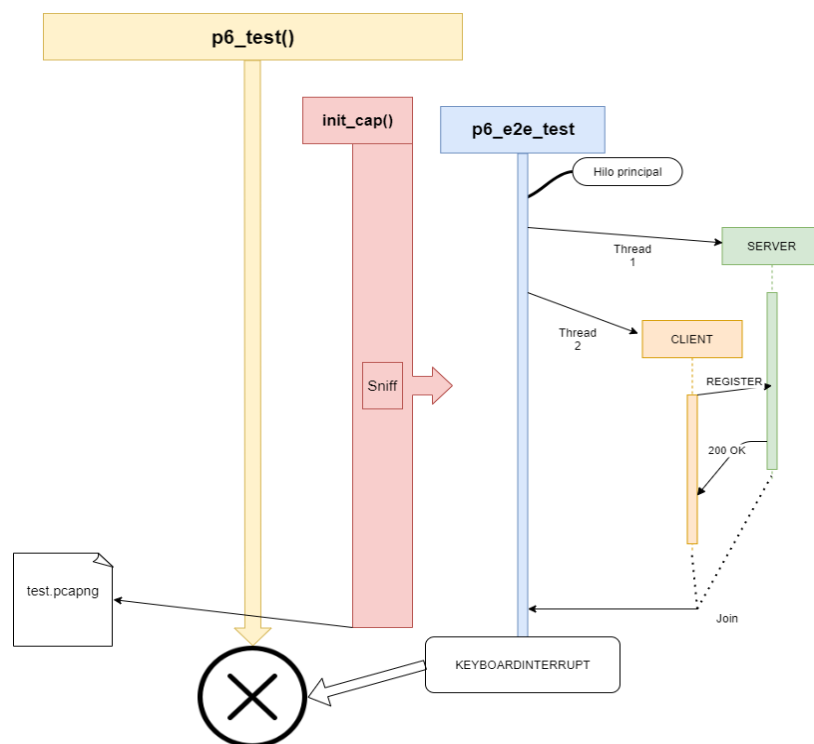 p6_test()
init_cap()
p6_e2e_test
Hilo principal
SERVER
Thread
1
CLIENT
Thread
2
REGISTER
Sniff
200 OK
test.pcapng
Join
KEYBOARDINTERRUPT